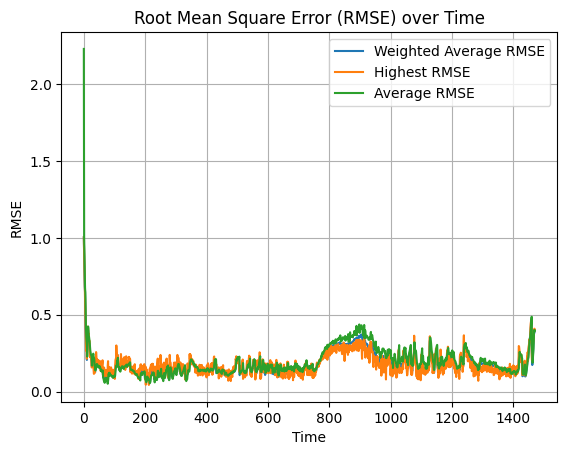 Root Mean Square Error (RMSE) over Time
Weighted Average RMSE
Highest RMSE
Average RMSE
RMSE
2.0
1.5
1.0
0.5
0.0
0 200 400 600 800 1000 1200 1400
Time